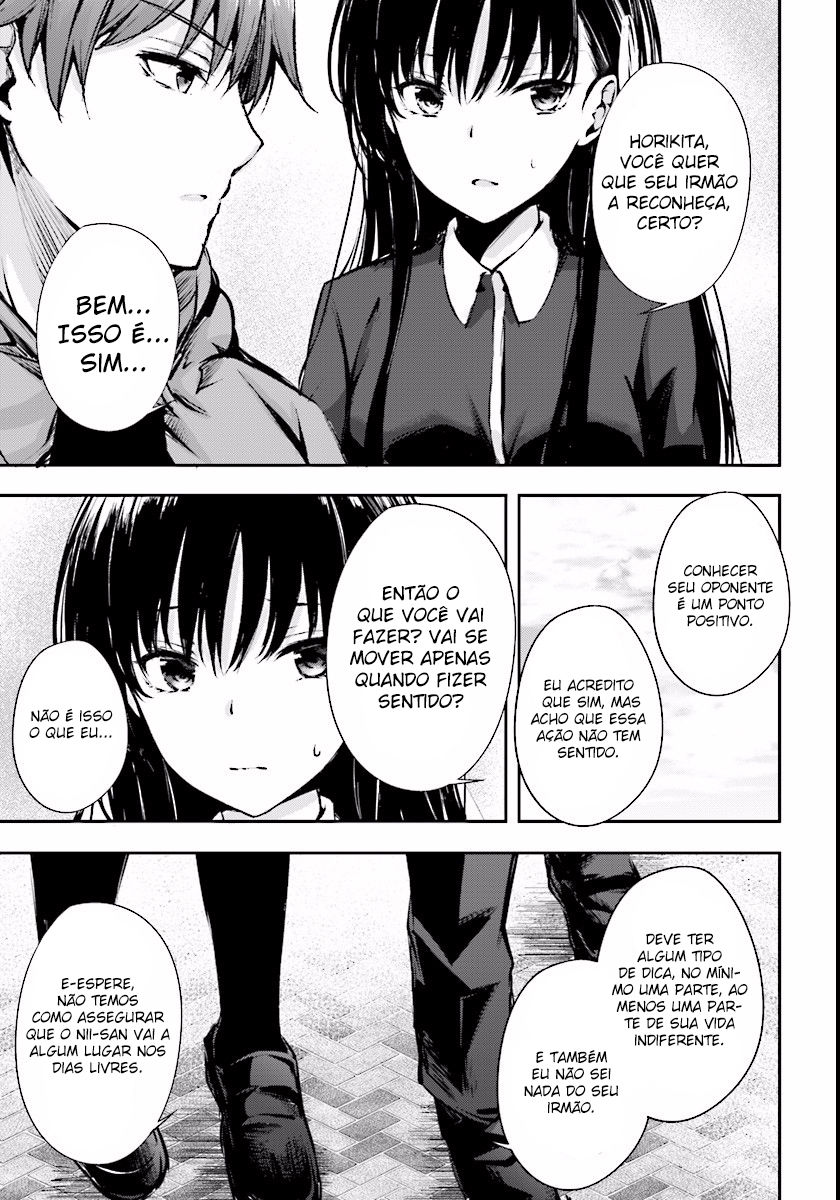 HORIKITA,
VOCÊ QUER
QUE SEU IRMÃO
A RECONHEÇA,
CERTO?
BEM...
ISSO É...
SIM...
CONHECER
SEU OPONENTE
É UM PONTO
POSITIVO.
EU ACREDITO
QUE SIM, MAS
ACHO QUE ESSA
AÇÃO NÃO TEM
SENTIDO.
ENTÃO O
QUE VOCÊ VAI
FAZER? VAI SE
MOVER APENAS
QUANDO FIZER
SENTIDO?
NÃO É ISSO
O QUE EU...
DEVE TER
ALGUM TIPO
DE DICA, NO MÍNI-
MO UMA PARTE, AO
MENOS UMA PAR-
TE DE SUA VIDA
INDIFERENTE.
E TAMBÉM
EU NÃO SEI
NADA DO SEU
IRMÃO.
E-ESPERE,
NÃO TEMOS
COMO ASSEGURAR
QUE O NII-SAN VAI A
ALGUM LUGAR NOS
DIAS LIVRES.